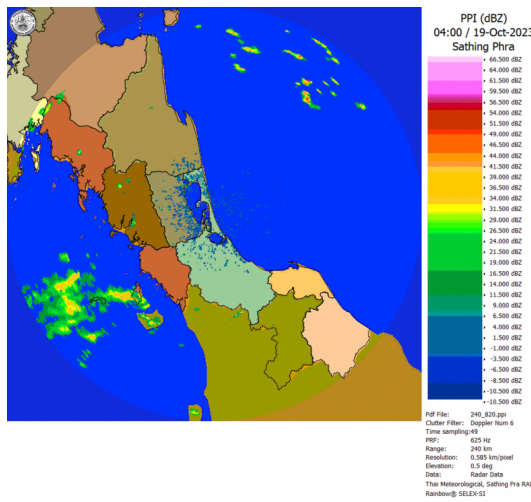 PPI (dBZ)
04:00 / 19-Oct-2023
Sathing Phra
66.500 dBZ
64.000 dBZ
61.500 dBZ
59.500 dBZ
56.500 dBZ
54.000 dBZ
51.500 dBZ
49.000 dBZ
46.500 dBZ
44.000 dBZ
41.500 dBZ
39.000 dBZ
36.500 dBZ
34.000 dBZ
31.500 dBZ
29.000 dBZ
26.500 dBZ
24.000 dBZ
21.500 dBZ
19.000 dBZ
16.500 dBZ
14.000 dBZ
11.500 dBZ
9.000 dBZ
6.500 dBZ
4.000 dBZ
1.500 dBZ
-1.000 dBZ
-3.500 dBZ
-6.500 dBZ
-8.500 dBZ
-10.500 dBZ
Pdf File: 240_820.ppi
Clutter Filter: Doppler Num 6
Time sampling:49
PRF: 625 Hz
Range: 240 km
Resolution: 0.585 km/pixel
Elevation: 0.5 deg
Data: Radar Data
Thai Meteorological, Sathing Pra RA
Rainbow® SELEX-SI